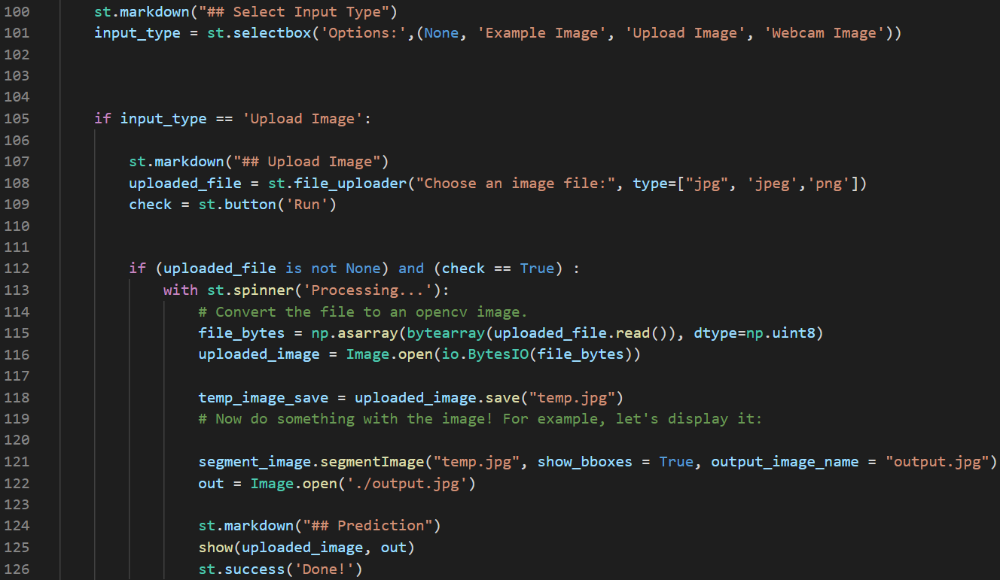 100 st.markdown("## Select Input Type")
101 input_type = st.selectbox('Options:',(None, 'Example Image', 'Upload Image', 'Webcam Image'))
102
103
104
105 if input_type == 'Upload Image':
106
107 st.markdown("## Upload Image")
108 uploaded_file = st.file_uploader("Choose an image file:", type=["jpg", 'jpeg','png'])
109 check = st.button('Run')
110
111
112 if (uploaded_file is not None) and (check == True) :
113 with st.spinner('Processing...'):
114 # Convert the file to an opencv image.
115 file_bytes = np.asarray(bytearray(uploaded_file.read()), dtype=np.uint8)
116 uploaded_image = Image.open(io.BytesIO(file_bytes))
117
118 temp_image_save = uploaded_image.save("temp.jpg")
119 # Now do something with the image! For example, let's display it:
120
121 segment_image.segmentImage("temp.jpg", show_bboxes = True, output_image_name = "output.jpg")
122 out = Image.open('./output.jpg')
123
124 st.markdown("## Prediction")
125 show(uploaded_image, out)
126 st.success('Done!')